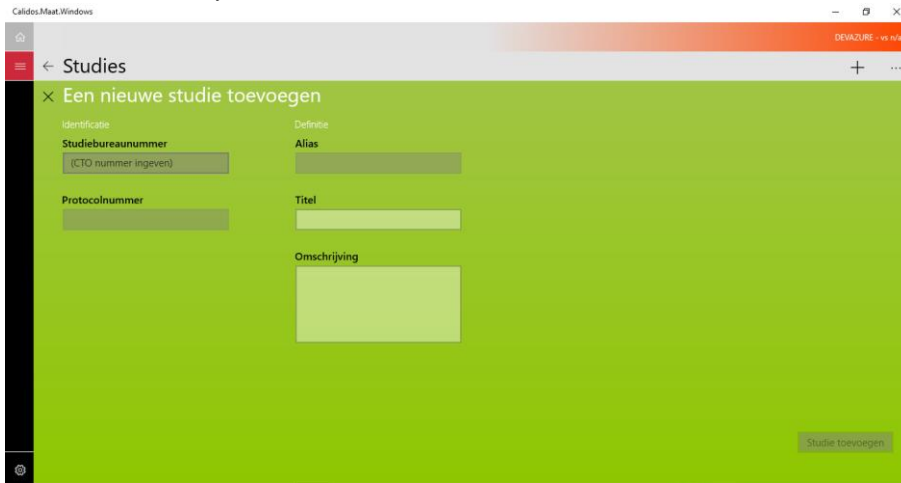 Calidos.Maat.Windows
DEVAZURE - vs n/a
Studies
Een nieuwe studie toevoegen
Identificatie
Definitie
Studiebureaunummer
Alias
(CTO nummer ingeven)
Protocolnummer
Titel
Omschrijving
Studie toevoegen